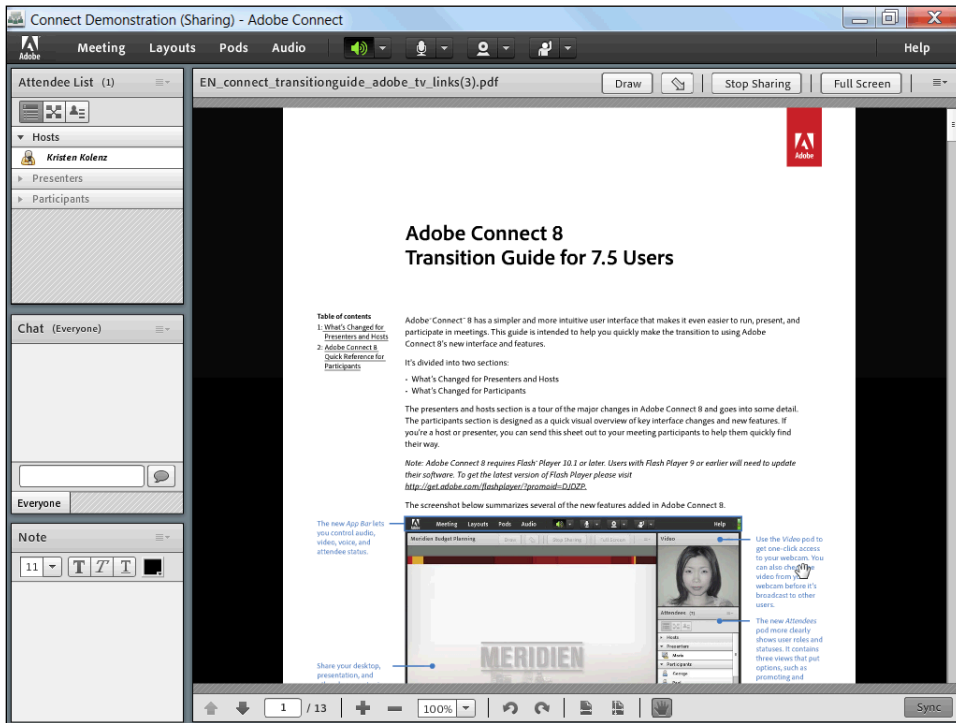 Connect Demonstration (Sharing) - Adobe Connect
Adobe
Meeting Layouts Pods Audio Help
Attendee List (1)
Hosts
Kristen Kolenz
Presenters
Participants
Chat (Everyone)
Everyone
Note
11 T T T
EN_connect_transitionguide_adobe_tv_links(3).pdf
Draw Stop Sharing Full Screen
Adobe
Adobe Connect 8
Transition Guide for 7.5 Users
Table of contents
1: What's Changed for
Presenters and Hosts
2: Adobe Connect 8
Quick Reference for
Participants
Adobe® Connect™ 8 has a simpler and more intuitive user interface that makes it even easier to run, present, and
participate in meetings. This guide is intended to help you quickly make the transition to using Adobe
Connect 8's new interface and features.
It's divided into two sections:
- What's Changed for Presenters and Hosts
- What's Changed for Participants
The presenters and hosts section is a tour of the major changes in Adobe Connect 8 and goes into some detail.
The participants section is designed as a quick visual overview of key interface changes and new features. If
you're a host or presenter, you can send this sheet out to your meeting participants to help them quickly find
their way.
Note: Adobe Connect 8 requires Flash® Player 10.1 or later. Users with Flash Player 9 or earlier will need to update
their software. To get the latest version of Flash Player please visit
http://get.adobe.com/flashplayer/?promoid=DJDZP.
The screenshot below summarizes several of the new features added in Adobe Connect 8.
The new App Bar lets
you control audio,
video, voice, and
attendee status.
Share your desktop,
presentation, and
Meeting Layouts Pods Audio Help
Meridien Budget Planning
Draw Stop Sharing Full Screen
Video
MERIDIEN
Attendees
Hosts
Presenters
Participants
George
Use the Video pod to
get one-click access
to your webcam. You
can also
video from
webcam before it's
broadcast to other
users.
The new Attendees
pod more clearly
shows user roles and
statuses. It contains
three views that put
options, such as
promoting and
1 / 13 100% Sync